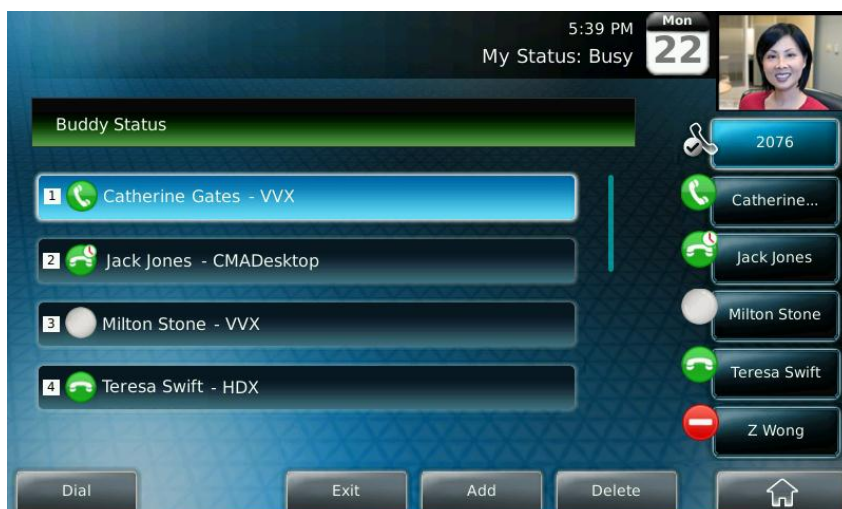 5:39 PM
My Status: Busy
Mon
22
Buddy Status
2076
1 Catherine Gates - VVX
Catherine...
2 Jack Jones - CMADesktop
Jack Jones
3 Milton Stone - VVX
Milton Stone
4 Teresa Swift - HDX
Teresa Swift
Z Wong
Dial
Exit
Add
Delete